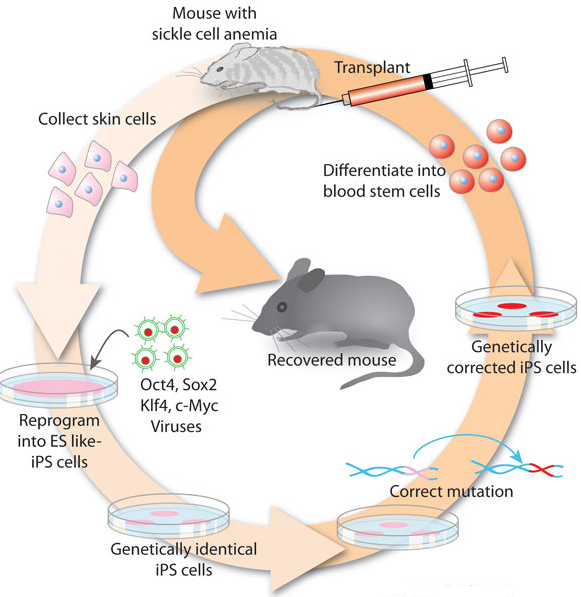 Mouse with
sickle cell anemia
Transplant
Collect skin cells
Differentiate into
blood stem cells
Recovered mouse
Genetically
corrected iPS cells
Oct4, Sox2
Klf4, c-Myc
Viruses
Reprogram
into ES like-
iPS cells
Correct mutation
Genetically identical
iPS cells